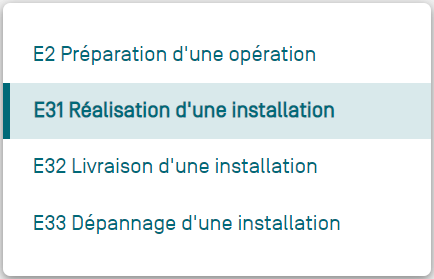 E2 Préparation d'une opération
E31 Réalisation d'une installation
E32 Livraison d'une installation
E33 Dépannage d'une installation